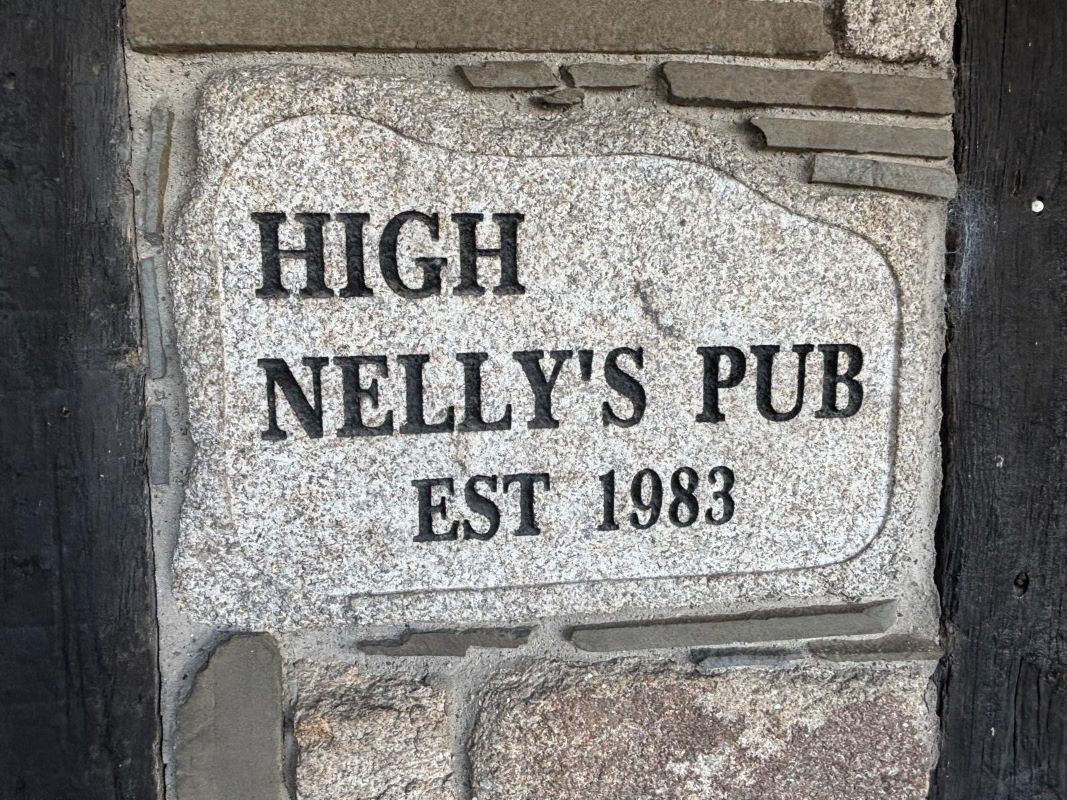 HIGH
NELLY'S PUB
EST 1983